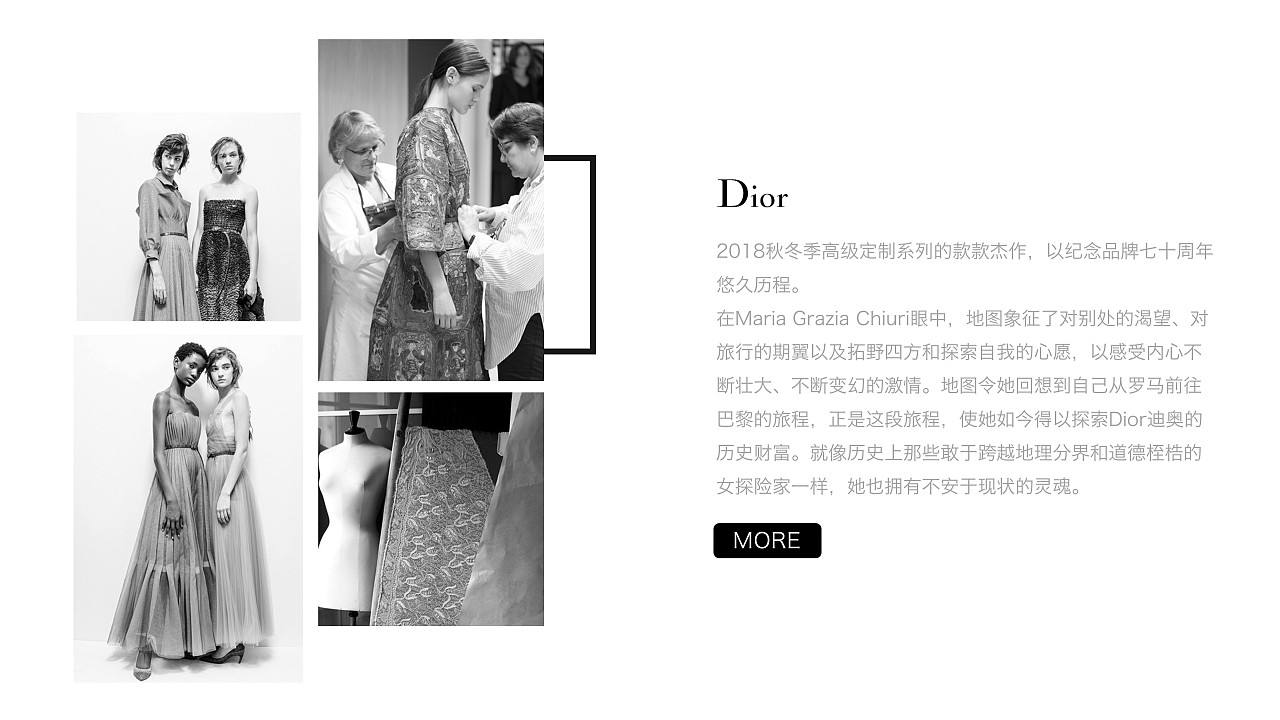 Dior
2018秋冬季高级定制系列的款款杰作，以纪念品牌七十周年
悠久历程。
在Maria Grazia Chiuri眼中，地图象征了对别处的渴望、对
旅行的期翼以及拓野四方和探索自我的心愿，以感受内心不
断壮大、不断变幻的激情。地图令她回想到自己从罗马前往
巴黎的旅程，正是这段旅程，使她如今得以探索Dior迪奥的
历史财富。就像历史上那些敢于跨越地理分界和道德桎梏的
女探险家一样，她也拥有不安于现状的灵魂。
MORE